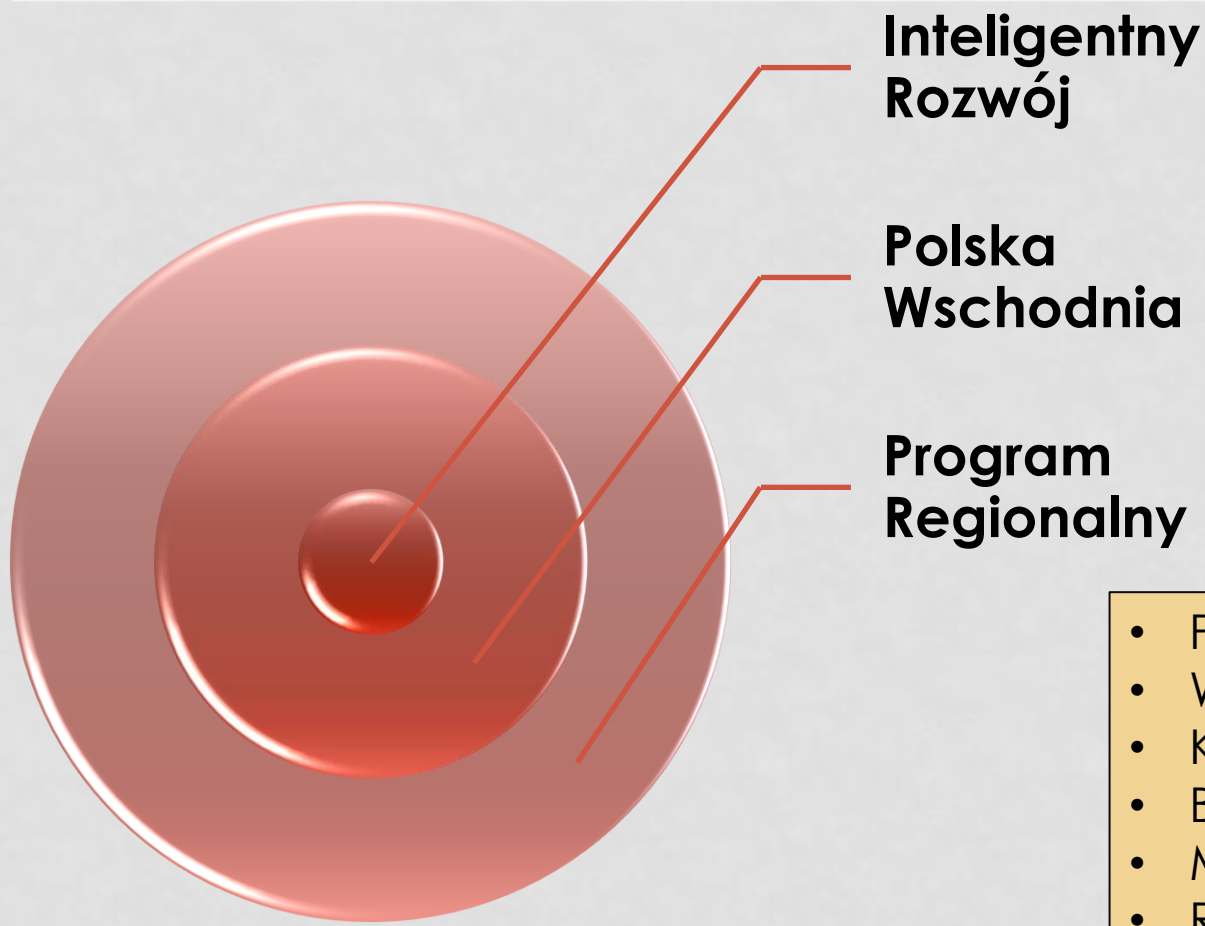 Inteligentny
Rozwój
Polska
Wschodnia
Program
Regionalny